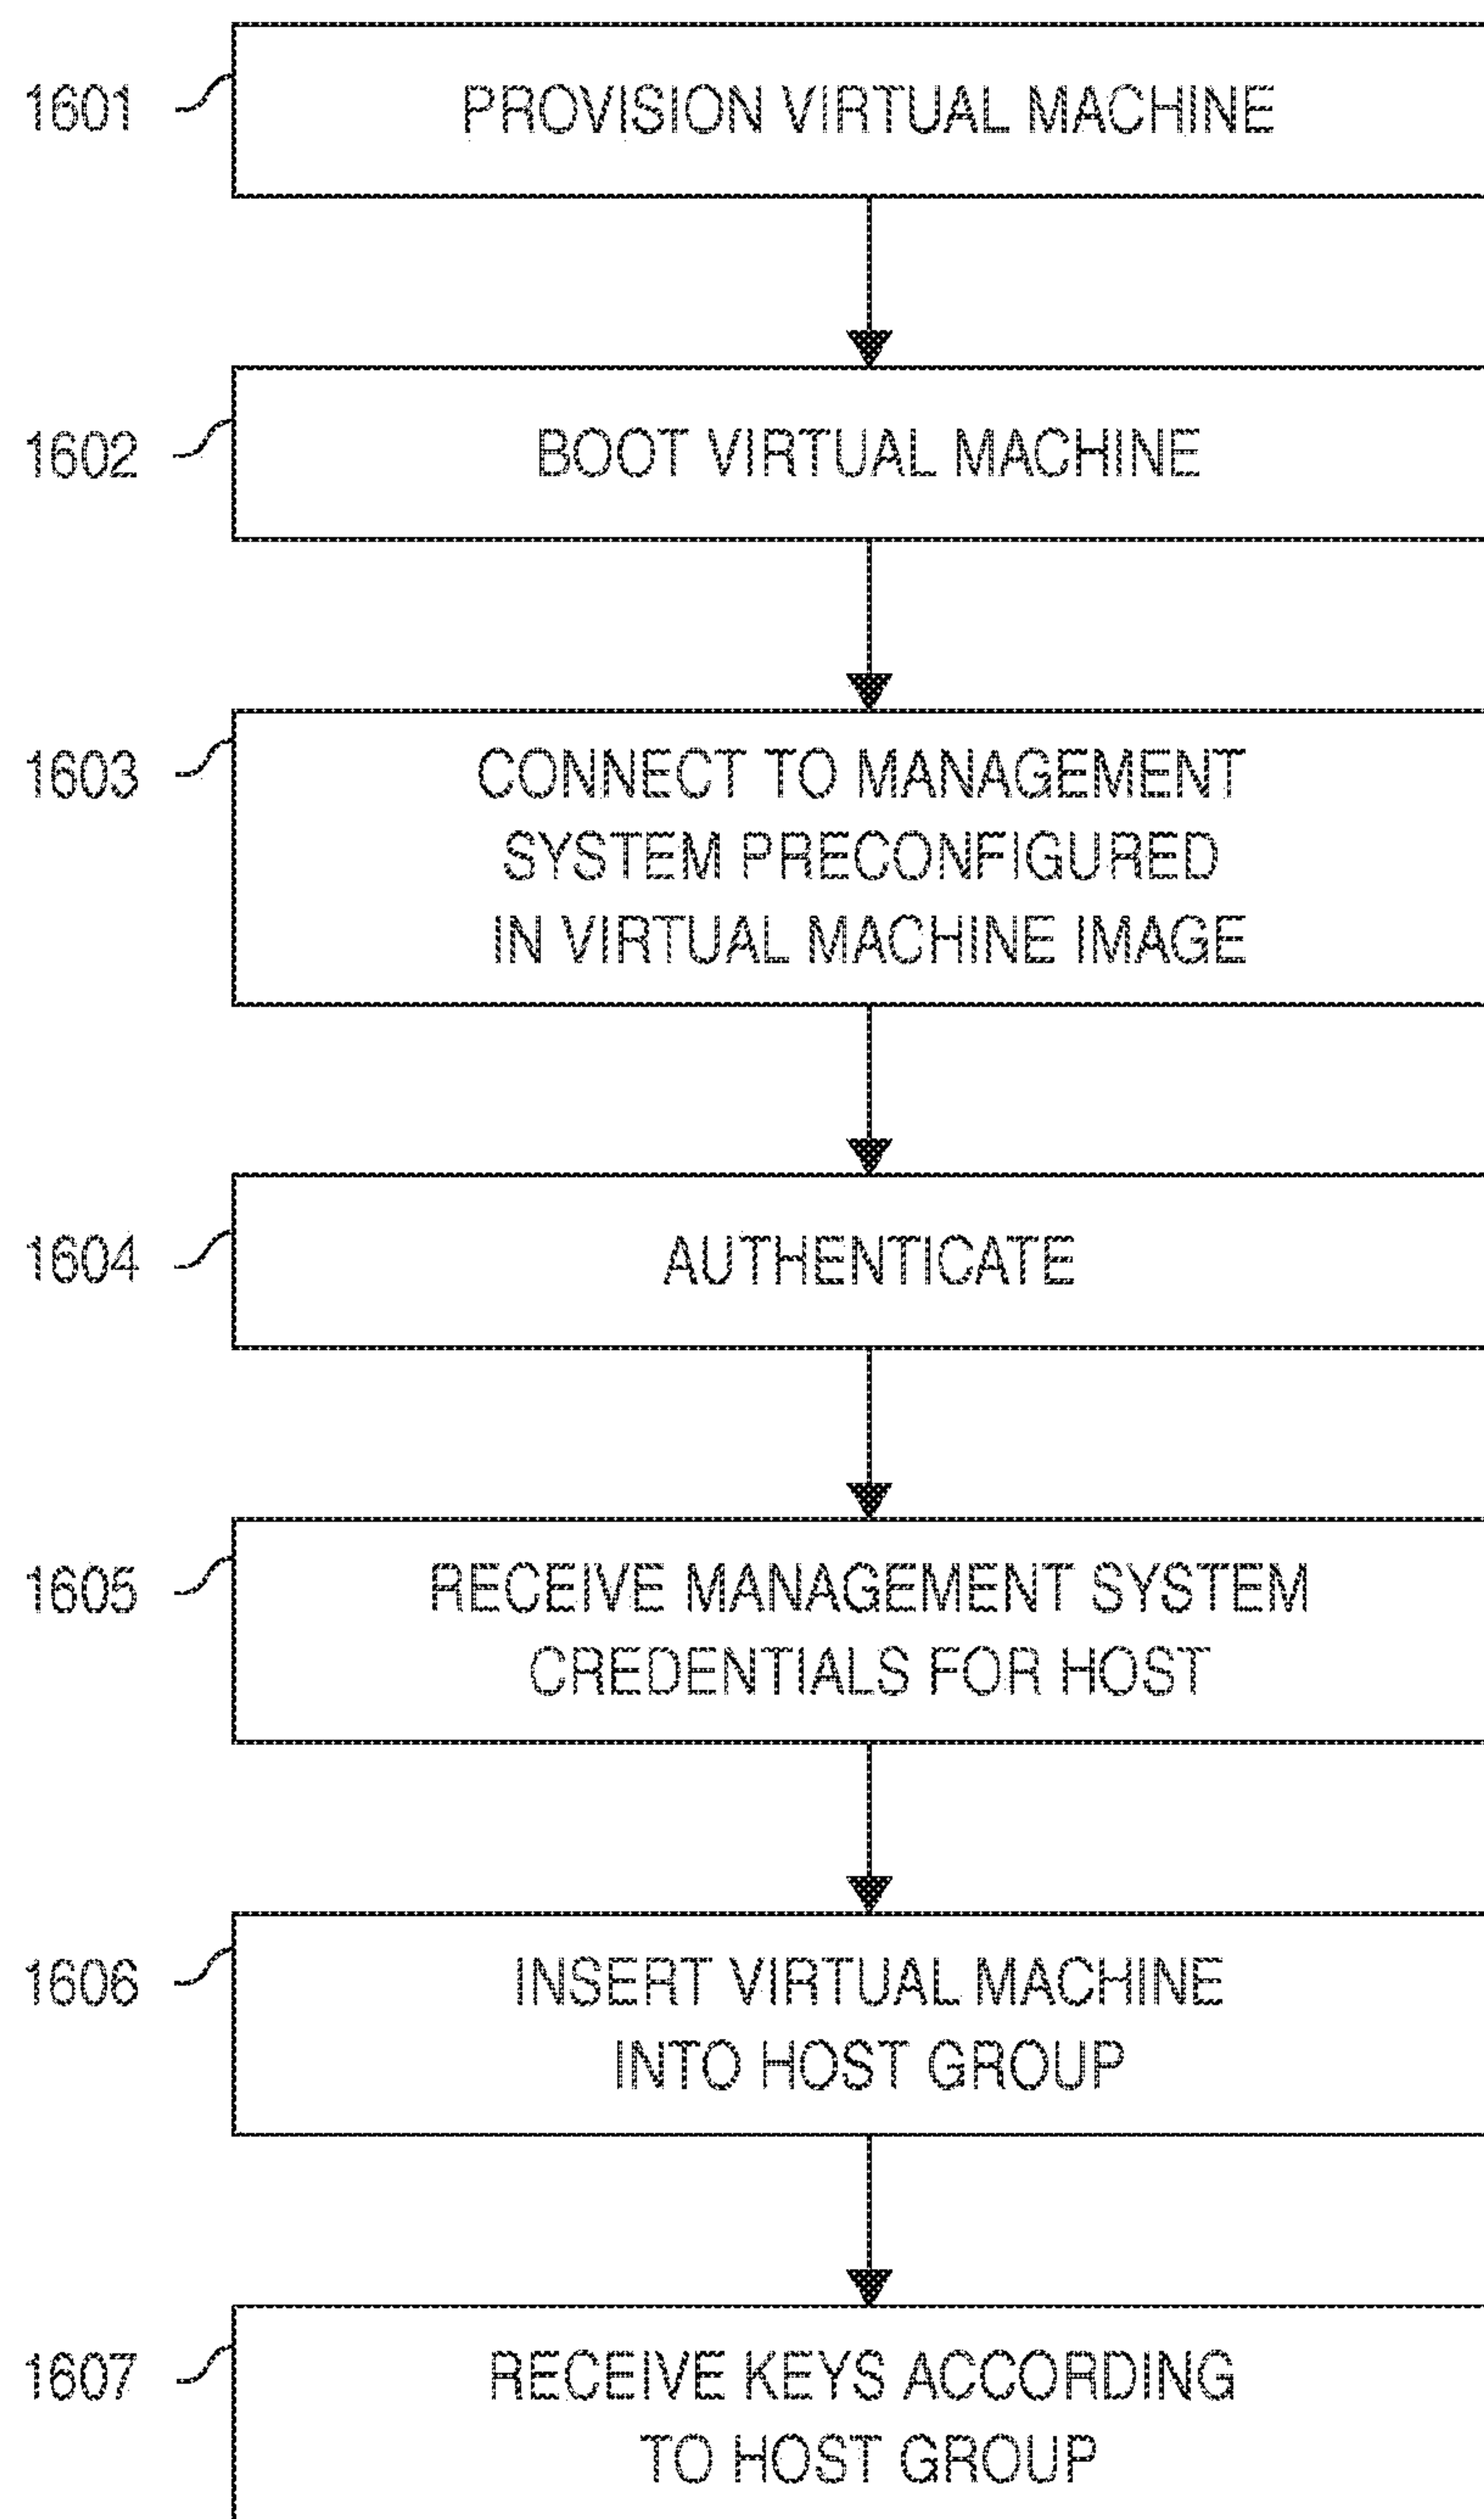 1601
PROVISION VIRTUAL MACHINE
1602
BOOT VIRTUAL MACHINE
1603
CONNECT TO MANAGEMENT
SYSTEM PRECONFIGURED
IN VIRTUAL MACHINE IMAGE
1604
AUTHENTICATE
1605
RECEIVE MANAGEMENT SYSTEM
CREDENTIALS FOR HOST
1606
INSERT VIRTUAL MACHINE
INTO HOST GROUP
1607
RECEIVE KEYS ACCORDING
TO HOST GROUP